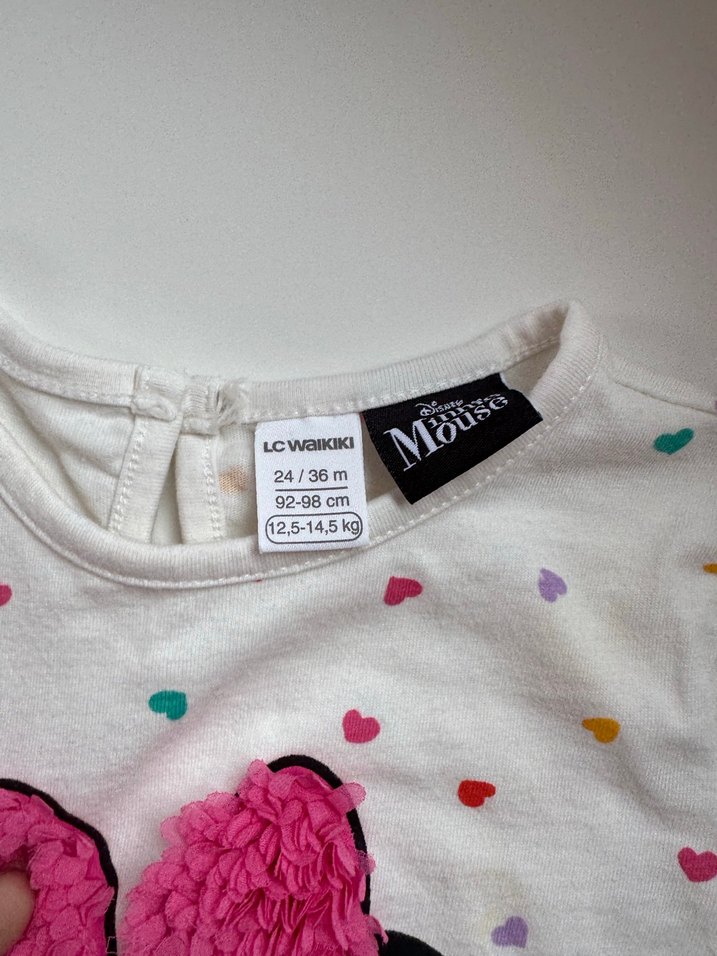 LC WAIKIKI
24 / 36 m
92-98 cm
12,5-14,5 kg
Disney
Minnie
Mouse